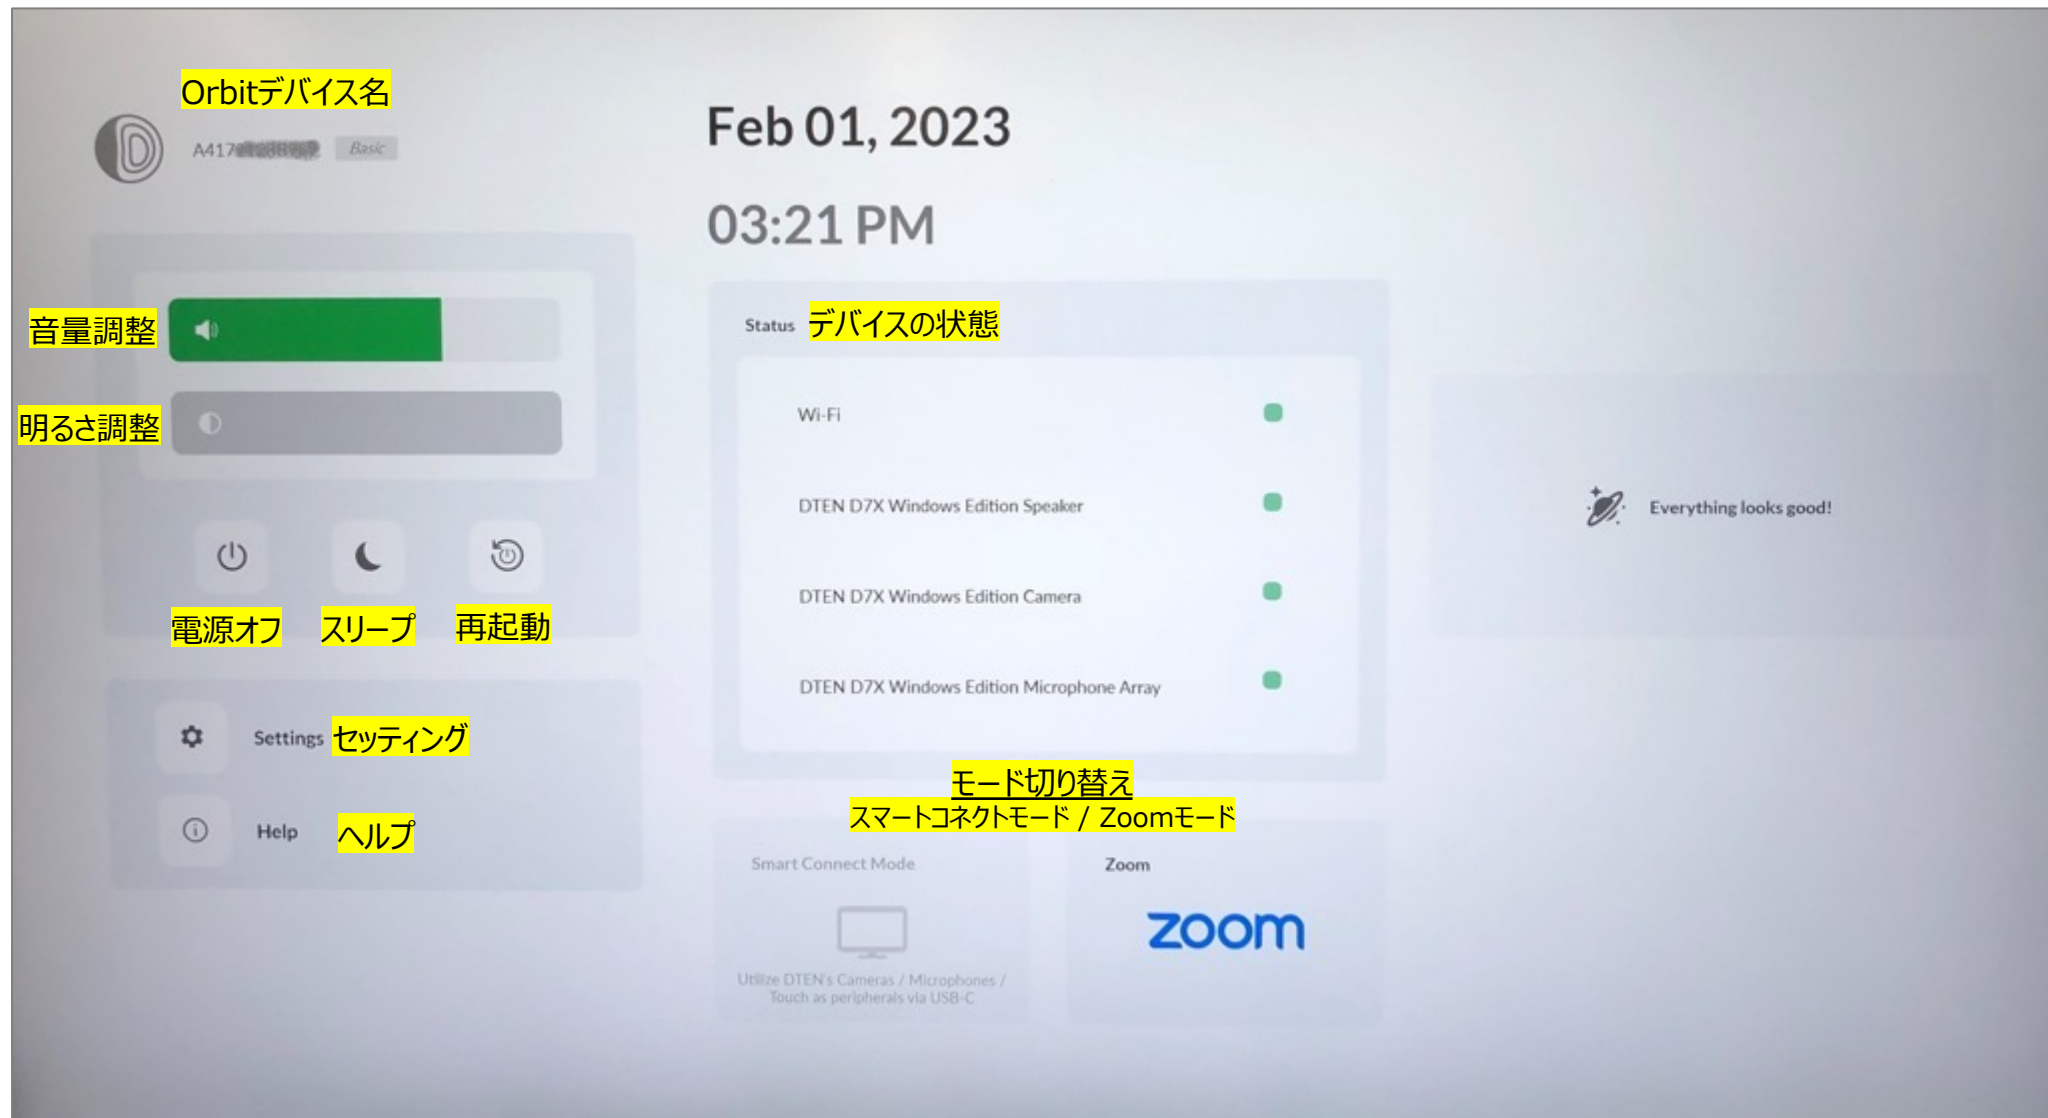 Orbitデバイス名
Basic
Feb 01, 2023
03:21 PM
音量調整
明るさ調整
電源オフ
スリープ
再起動
Settings セッティング
Help ヘルプ
Status デバイスの状態
Wi-Fi
DTEN D7X Windows Edition Speaker
DTEN D7X Windows Edition Camera
DTEN D7X Windows Edition Microphone Array
モード切り替え
スマートコネクトモード / Zoomモード
Smart Connect Mode
Utilize DTEN's Cameras / Microphones /
Touch as peripherals via USB-C
Zoom
zoom
Everything looks good!